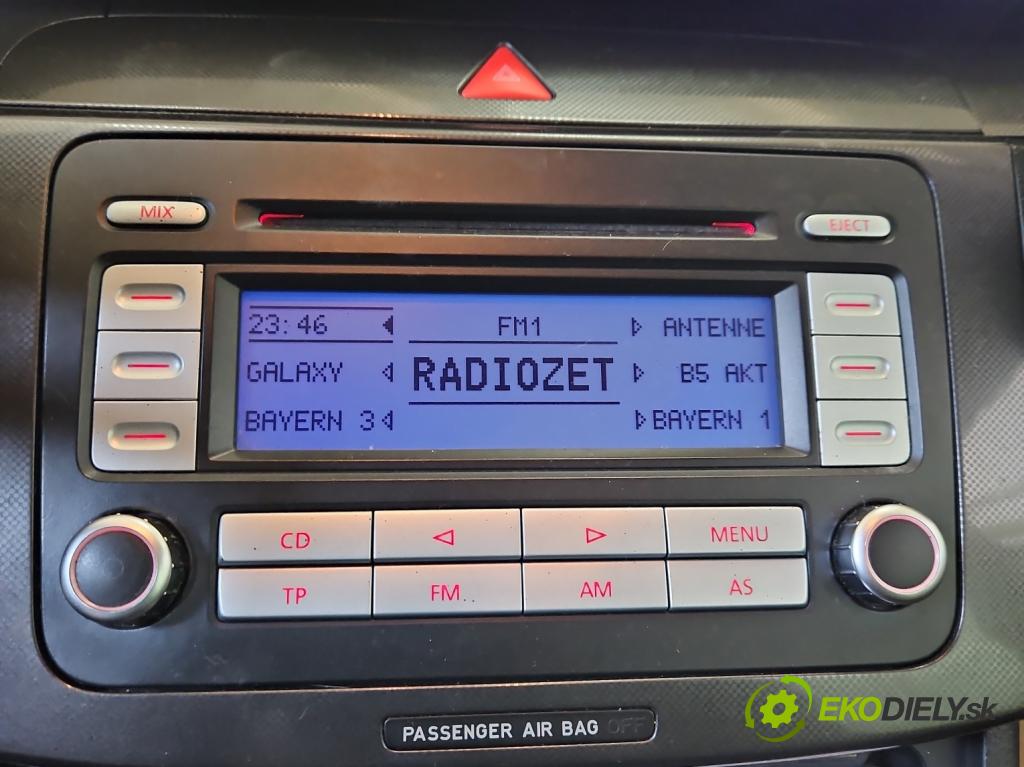 MIX
EJECT
23:46 FM1 ANTENNE
GALAXY RADIOZET B5 AKT
BAYERN 3 BAYERN 1
CD MENU
TP FM AM AS
PASSENGER AIR BAG OFF
EKODIELY.sk